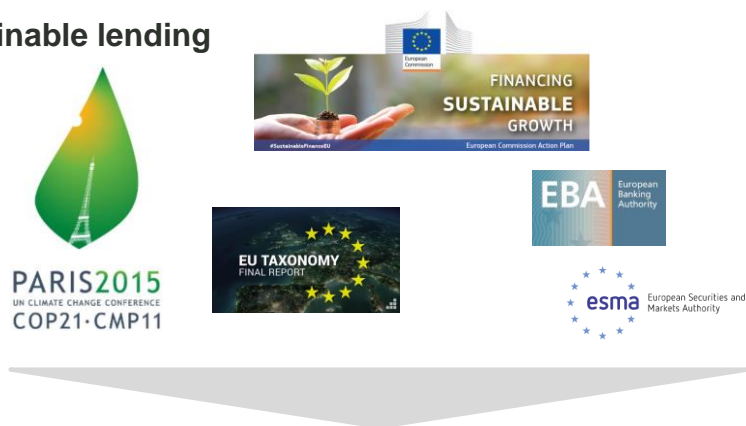 inable lending
European
Commission
FINANCING
SUSTAINABLE
GROWTH
#SustainableFinanceEU
European Commission Action Plan
EBA
European
Banking
Authority
EU TAXONOMY
FINAL REPORT
PARIS2015
UN CLIMATE CHANGE CONFERENCE
COP21·CMP11
esma
European Securities and
Markets Authority